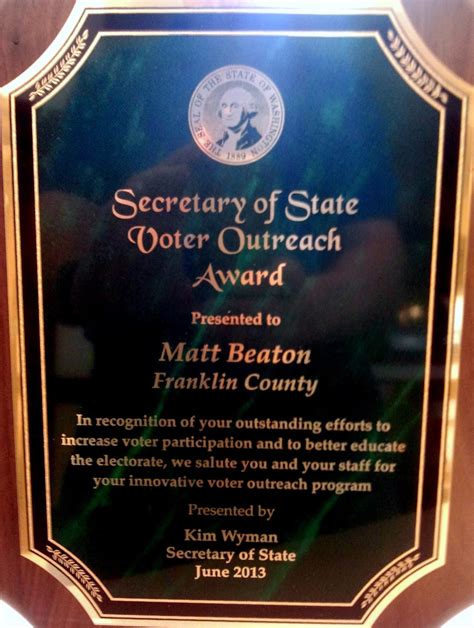 THE SEAL OF THE STATE OF WASHINGTON
1889
Secretary of State
Voter Outreach
Award
Presented to
Matt Beaton
Franklin County
In recognition of your outstanding efforts to
increase voter participation and to better educate
the electorate, we salute you and your staff for
your innovative voter outreach program
Presented by
Kim Wyman
Secretary of State
June 2013